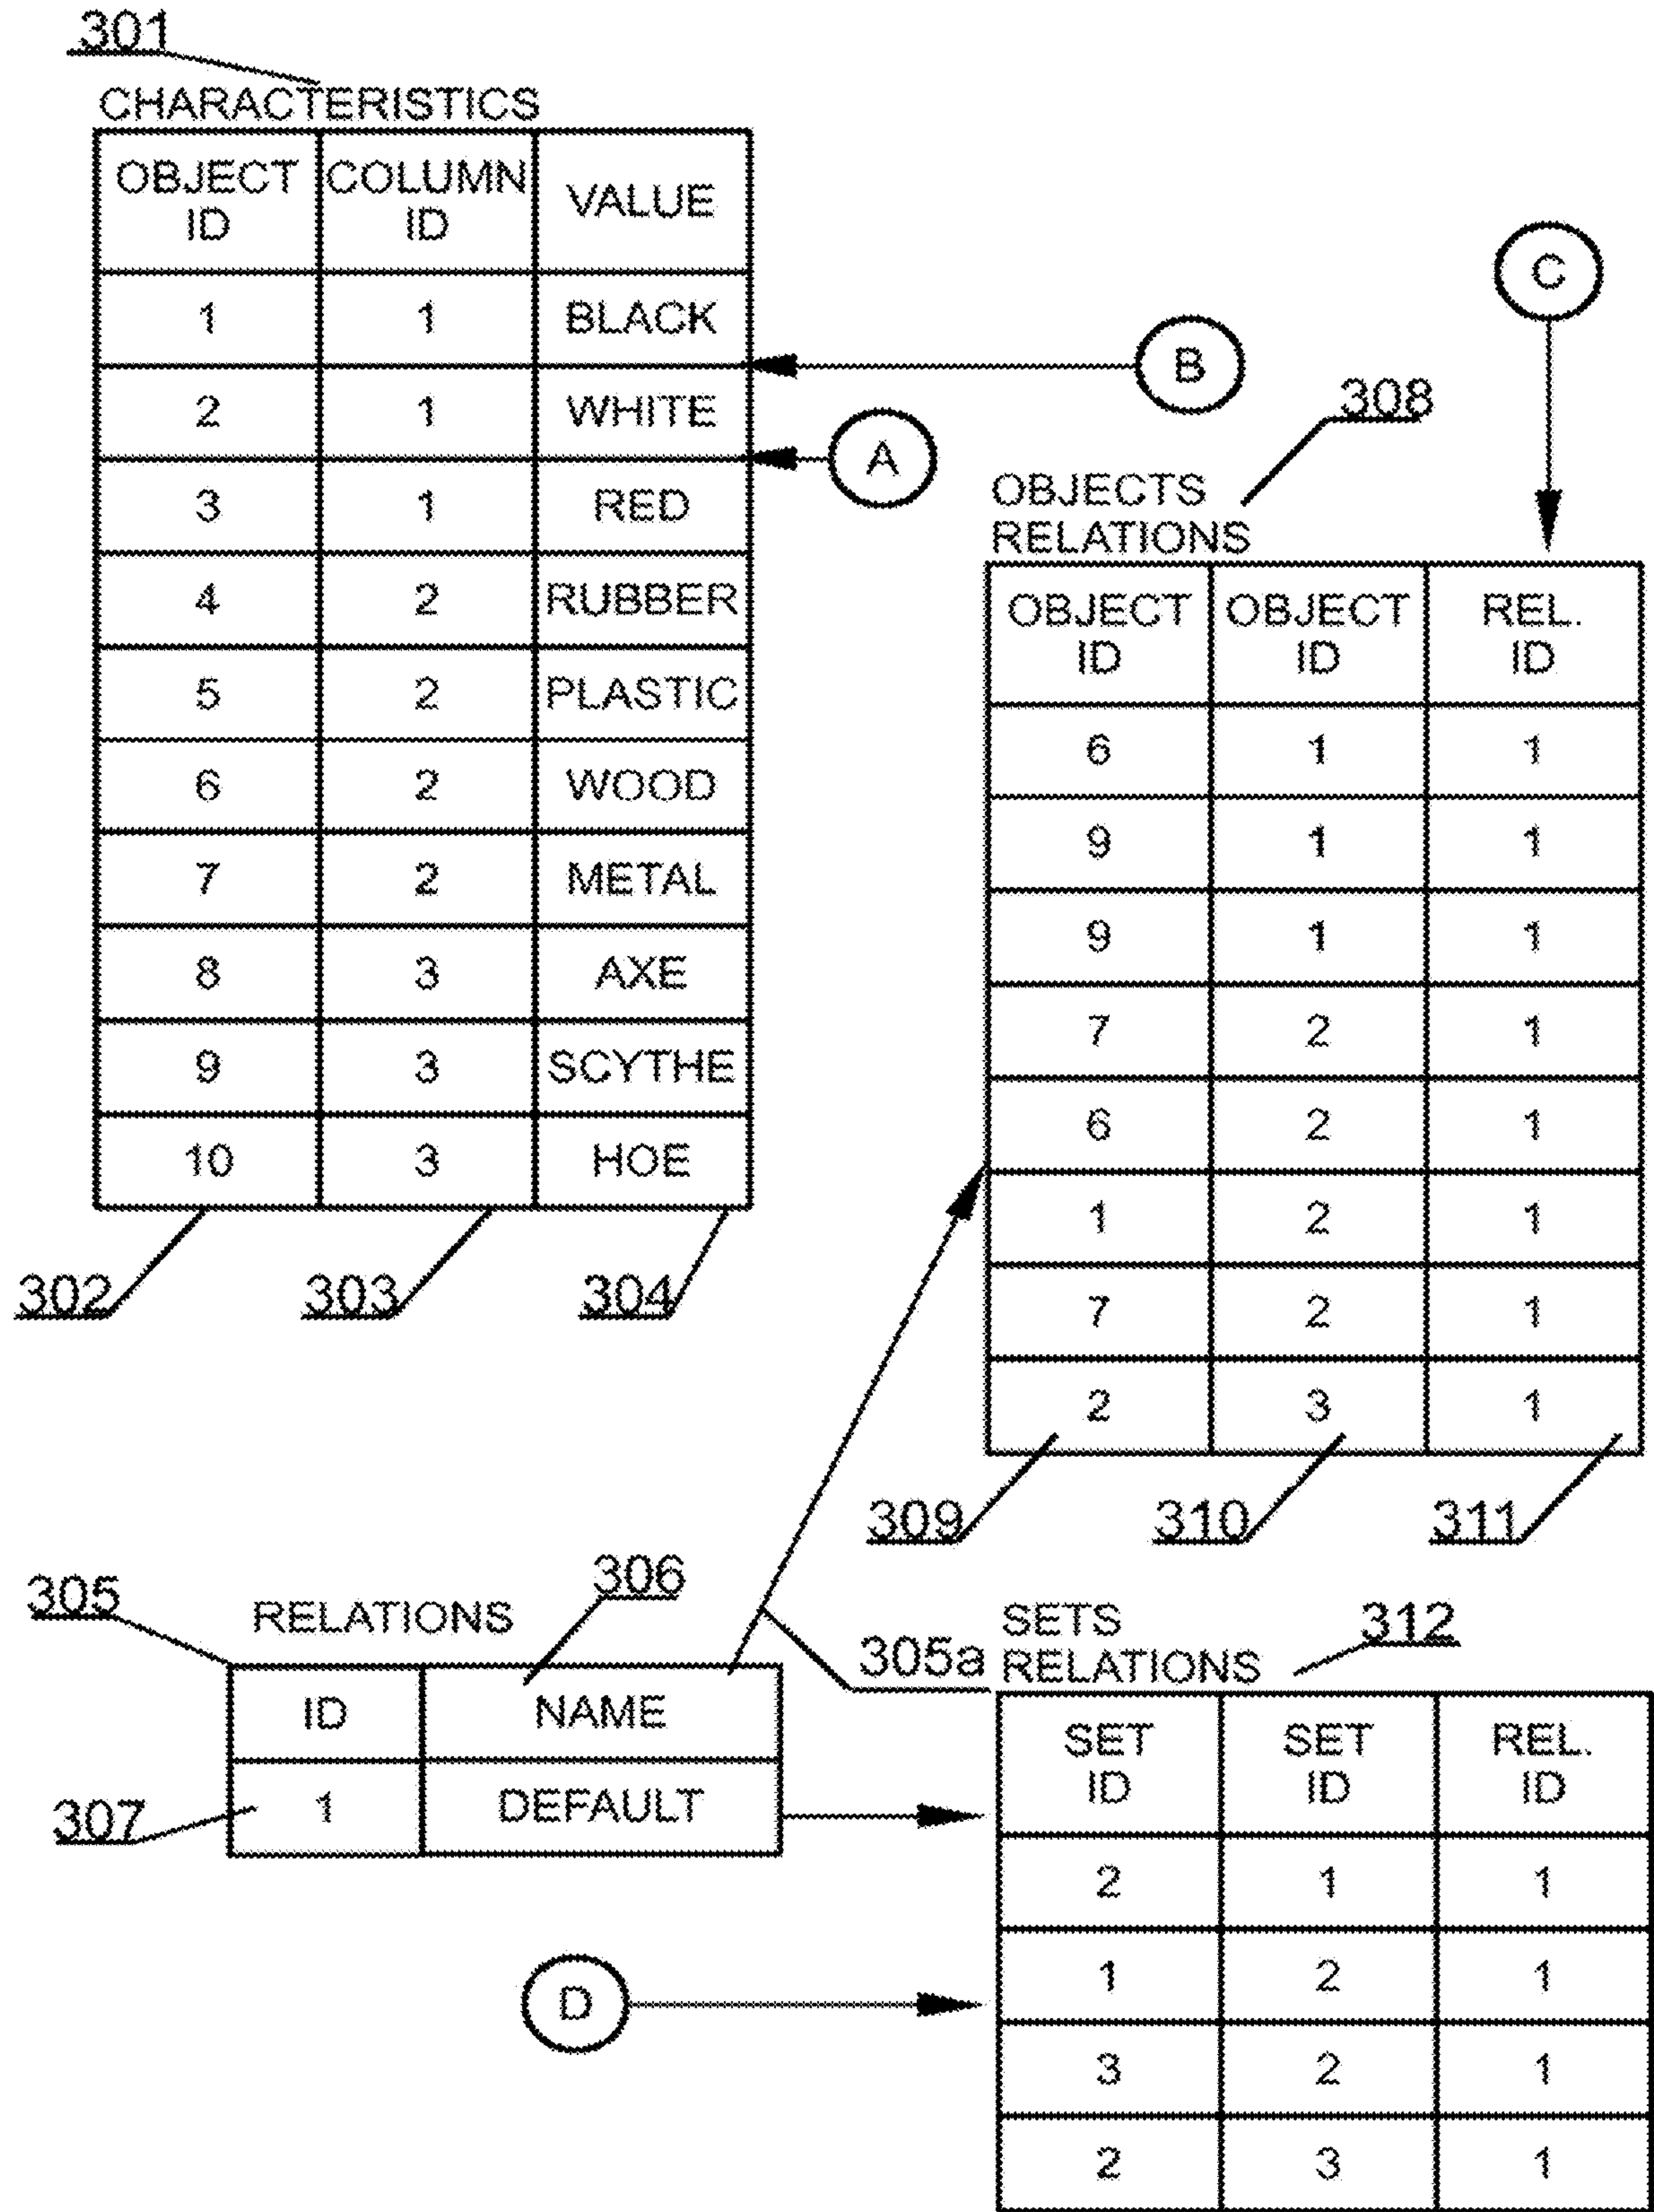 301
CHARACTERISTICS
OBJECT ID COLUMN ID VALUE
1 1 BLACK
2 1 WHITE
3 1 RED
4 2 RUBBER
5 2 PLASTIC
6 2 WOOD
7 2 METAL
8 3 AXE
9 3 SCYTHE
10 3 HOE
302 303 304
B
A
C
308
OBJECTS
RELATIONS
OBJECT ID OBJECT ID REL. ID
6 1 1
9 1 1
9 1 1
7 2 1
6 2 1
1 2 1
7 2 1
2 3 1
309 310 311
305
RELATIONS
306
305a
ID NAME
1 DEFAULT
307
D
SETS
RELATIONS
312
SET ID SET ID REL. ID
2 1 1
1 2 1
3 2 1
2 3 1